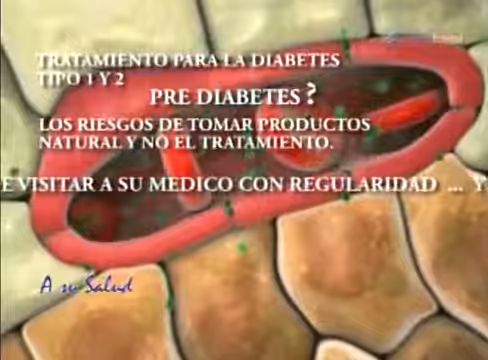 TRATAMIENTO PARA LA DIABETES
TIPO 1 Y 2
PRE DIABETES ?
LOS RIESGOS DE TOMAR PRODUCTOS
NATURAL Y NO EL TRATAMIENTO.
E VISITAR A SU MEDICO CON REGULARIDAD ... Y
A su Salud